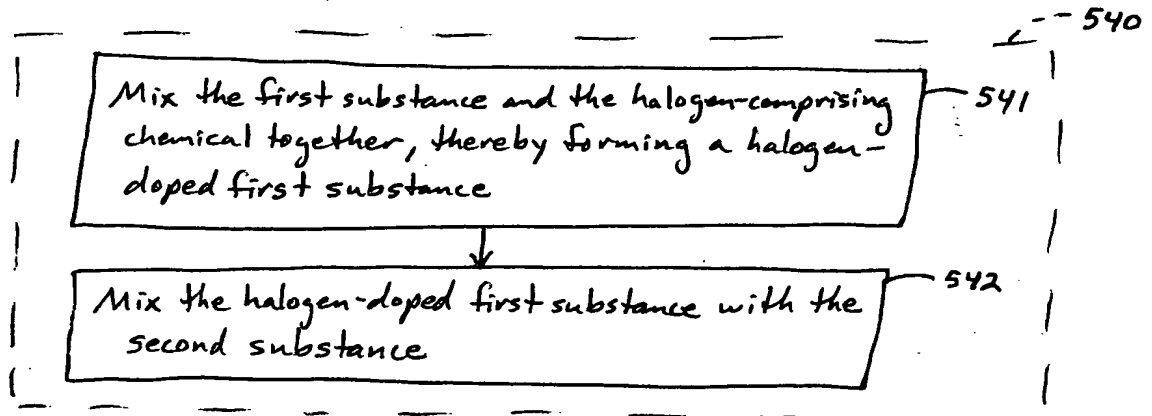 540
Mix the first substance and the halogen-comprising
chemical together, thereby forming a halogen-
doped first substance
541
Mix the halogen-doped first substance with the
second substance
542